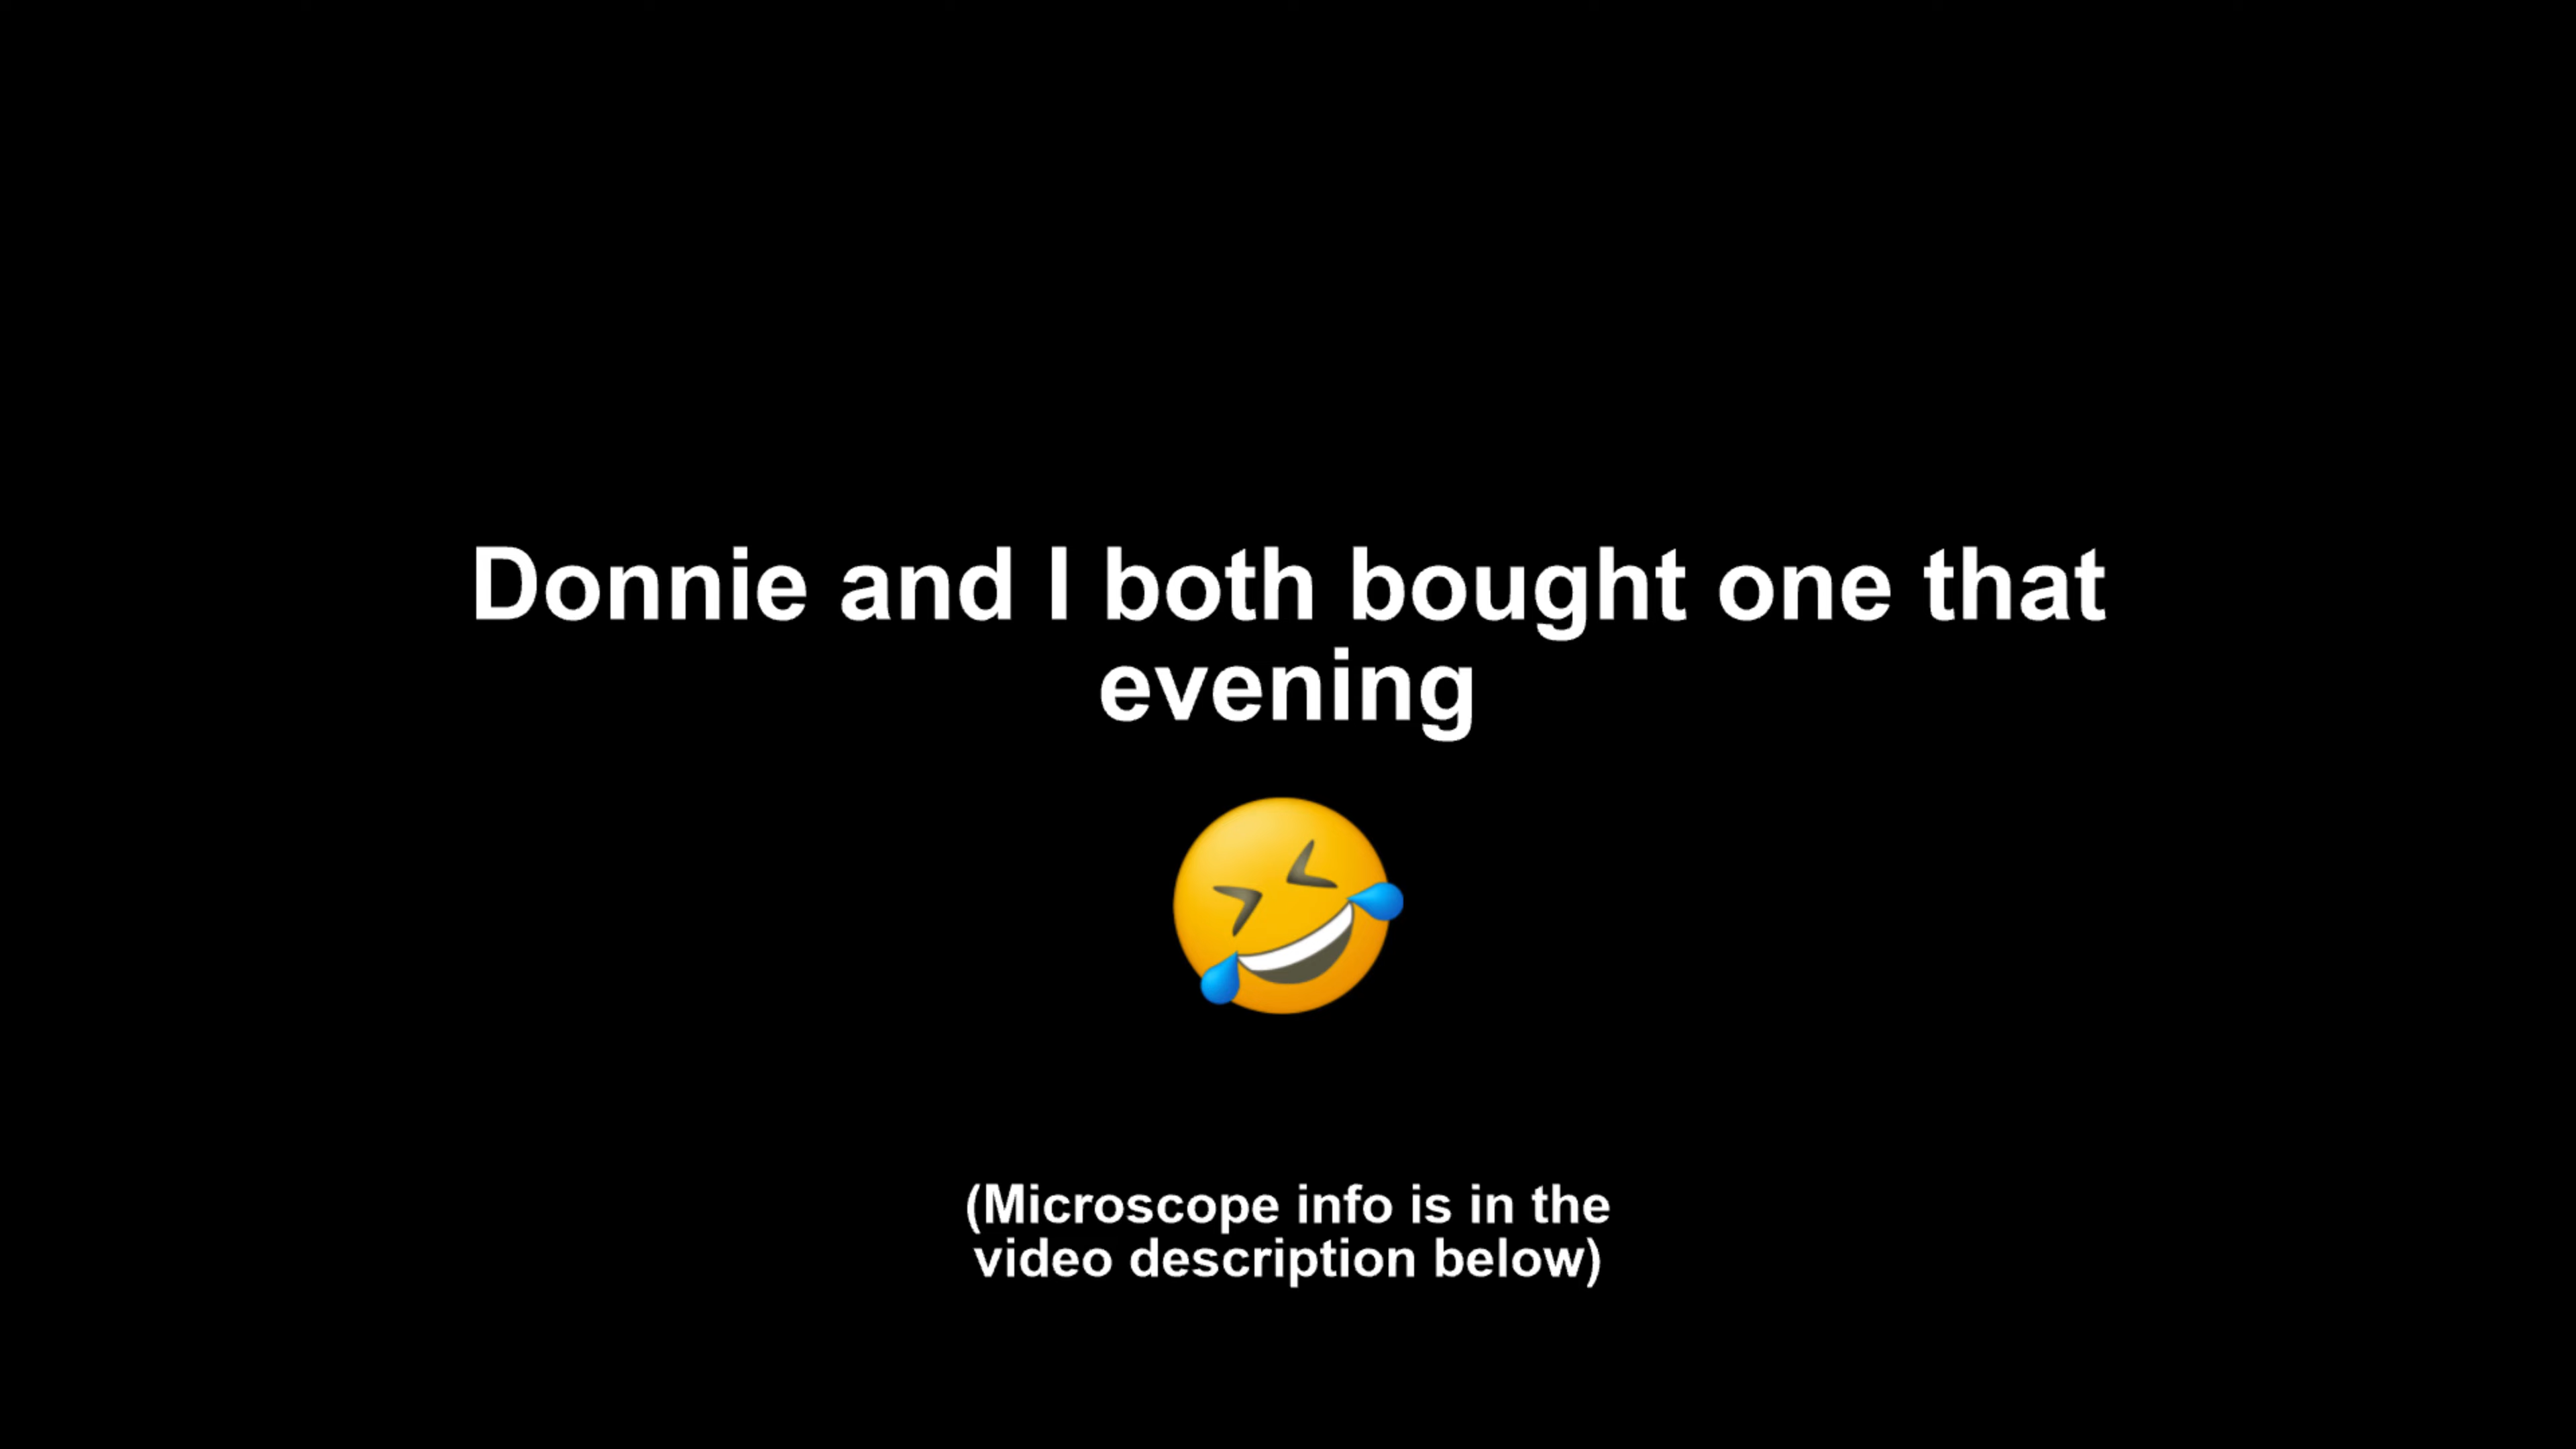 Donnie and I both bought one that
evening
(Microscope info is in the
video description below)